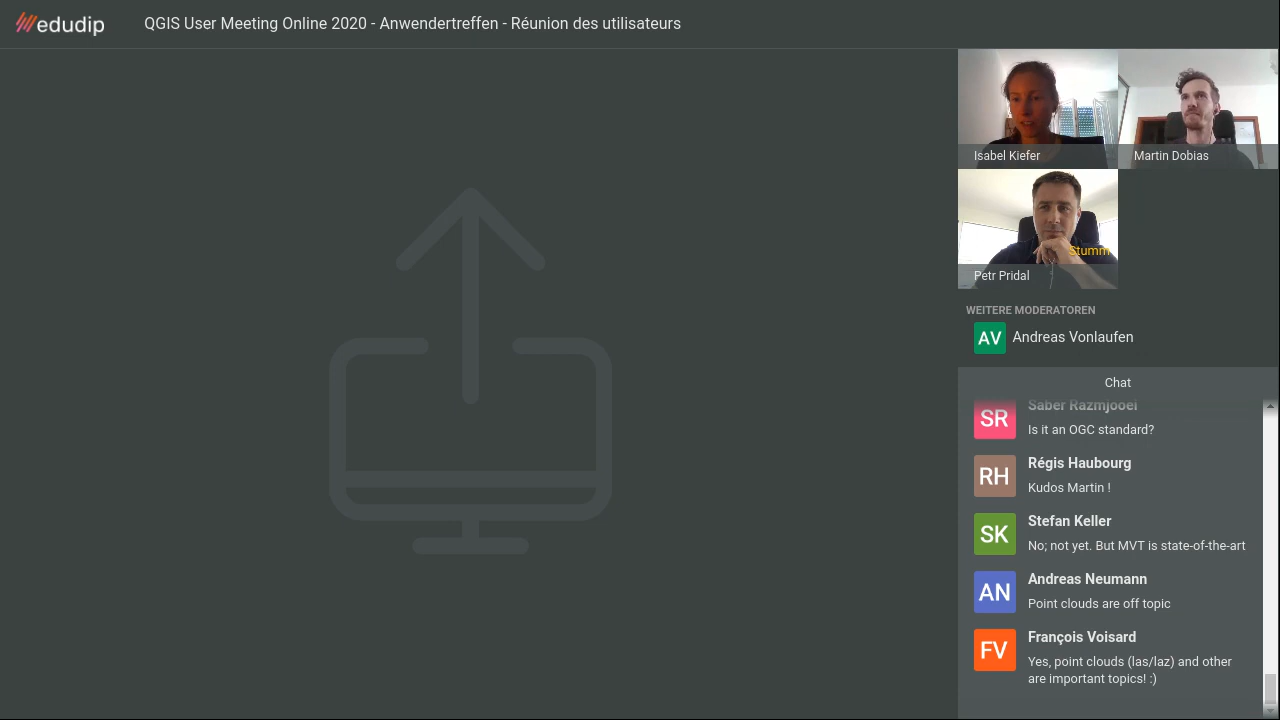 edudip
QGIS User Meeting Online 2020 - Anwendertreffen - Réunion des utilisateurs
Isabel Kiefer
Martin Dobias
Stumm
Petr Pridal
WEITERE MODERATOREN
AV
Andreas Vonlaufen
Chat
Saber Razmjooei
SR
Is it an OGC standard?
Régis Haubourg
RH
Kudos Martin !
Stefan Keller
SK
No; not yet. But MVT is state-of-the-art
Andreas Neumann
AN
Point clouds are off topic
François Voisard
FV
Yes, point clouds (las/laz) and other
are important topics! :)